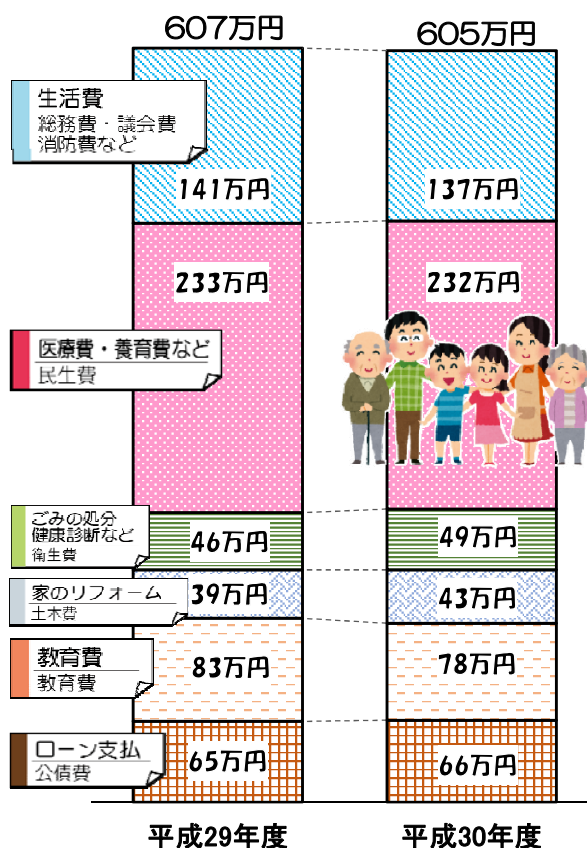 607万円
605万円
生活費
総務費・議会費
消防費など
141万円
137万円
233万円
232万円
医療費・養育費など
民生費
ごみの処分
健康診断など
衛生費
46万円
49万円
家のリフォーム
土木費
39万円
43万円
教育費
教育費
83万円
78万円
ローン支払
公債費
65万円
66万円
平成29年度
平成30年度